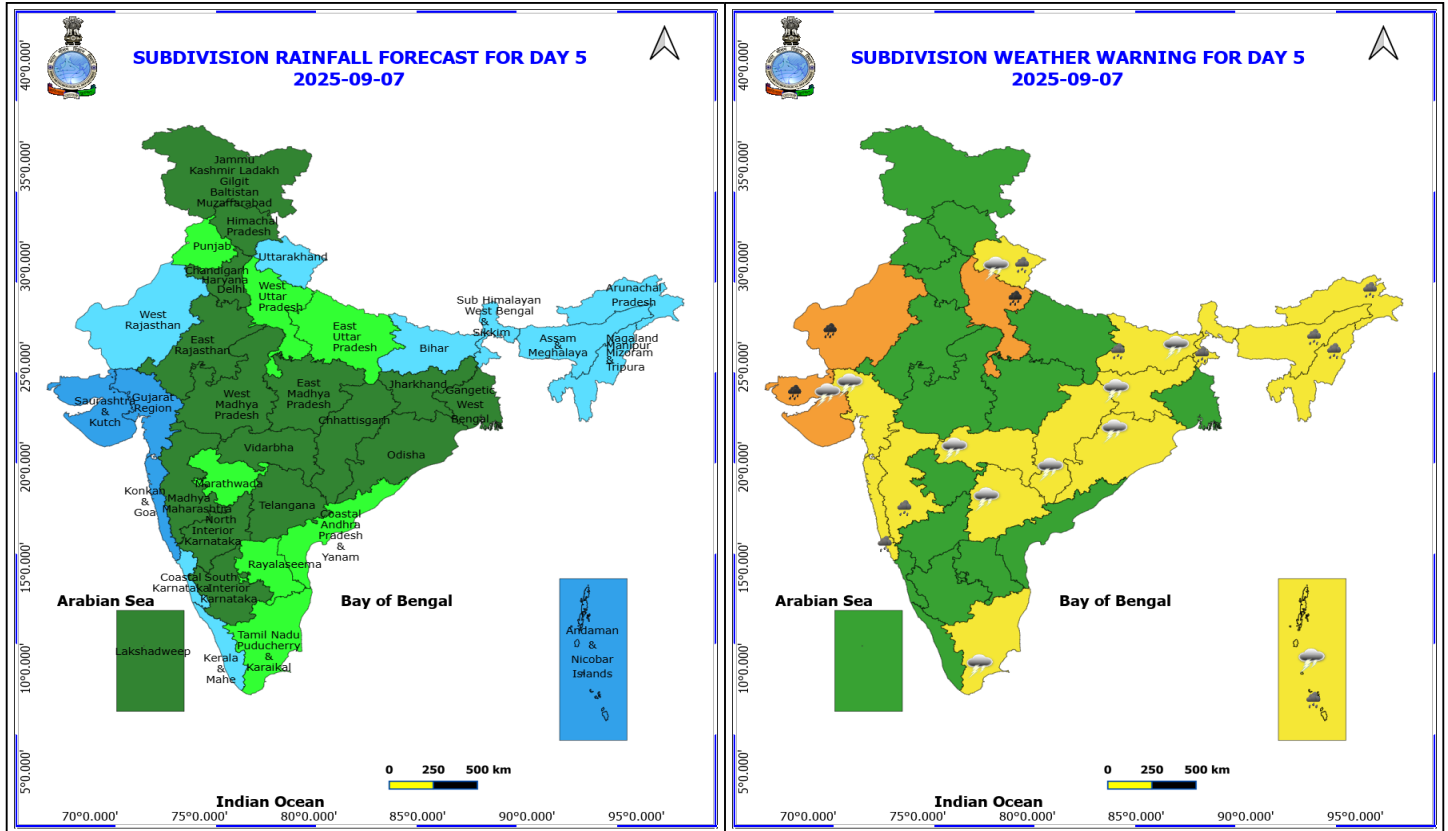 SUBDIVISION RAINFALL FORECAST FOR DAY 5
2025-09-07
40°0.000'
35°0.000'
30°0.000'
25°0.000'
20°0.000'
15°0.000'
10°0.000'
5°0.000'
Jammu
Kashmir Ladakh
Gilgit
Baltistan
Muzaffarabad
Himachal
Pradesh
Punjab
Uttarakhand
Chandigarh
Haryana
Delhi
West
Uttar
Pradesh
West
Rajasthan
East
Rajasthan
East
Uttar
Pradesh
Bihar
Sub Himalayan
West Bengal
&
Sikkim
Arunachal
Pradesh
Assam
&
Meghalaya
Nagaland
Manipur
Mizoram
&
Tripura
Saurashtra
&
Kutch
Gujarat
Region
West
Madhya
Pradesh
East
Madhya
Pradesh
Jharkhand
Gangetic
West
Bengal
Chhattisgarh
Vidarbha
Odisha
Konkan
&
Goa
Madhya
Maharashtra
Marathwada
Telangana
North
Interior
Karnataka
Coastal
Andhra
Pradesh
&
Yanam
Rayalaseema
Coastal
Karnataka
South
Interior
Karnataka
Tamil Nadu
Puducherry
&
Karaikal
Kerala
&
Mahe
Arabian Sea
Bay of Bengal
Lakshadweep
Andaman
&
Nicobar
Islands
0 250 500 km
Indian Ocean
70°0.000' 75°0.000' 80°0.000' 85°0.000' 90°0.000' 95°0.000'
SUBDIVISION WEATHER WARNING FOR DAY 5
2025-09-07
40°0.000'
35°0.000'
30°0.000'
25°0.000'
20°0.000'
15°0.000'
10°0.000'
5°0.000'
Arabian Sea
Bay of Bengal
0 250 500 km
Indian Ocean
70°0.000' 75°0.000' 80°0.000' 85°0.000' 90°0.000' 95°0.000'